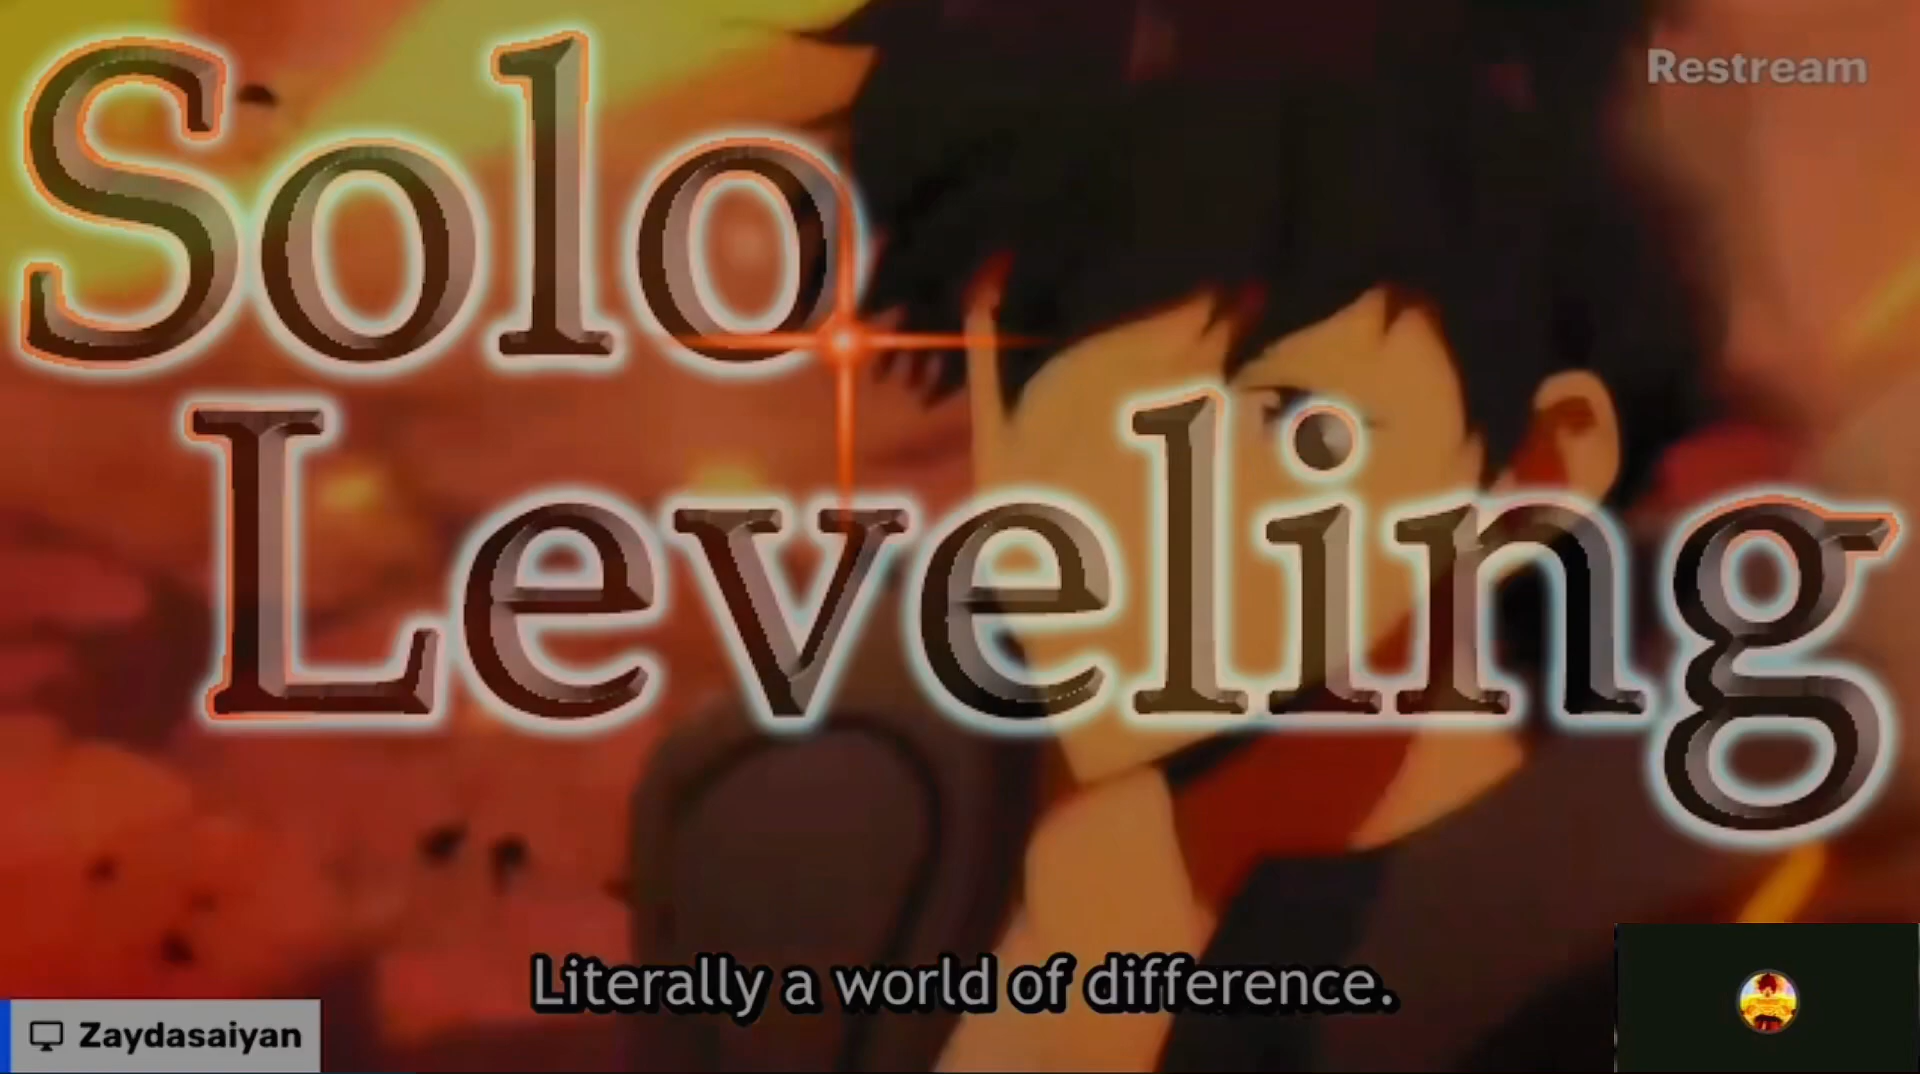 Solo
Restream
Leveling
Literally a world of difference.
Zaydasaiyan